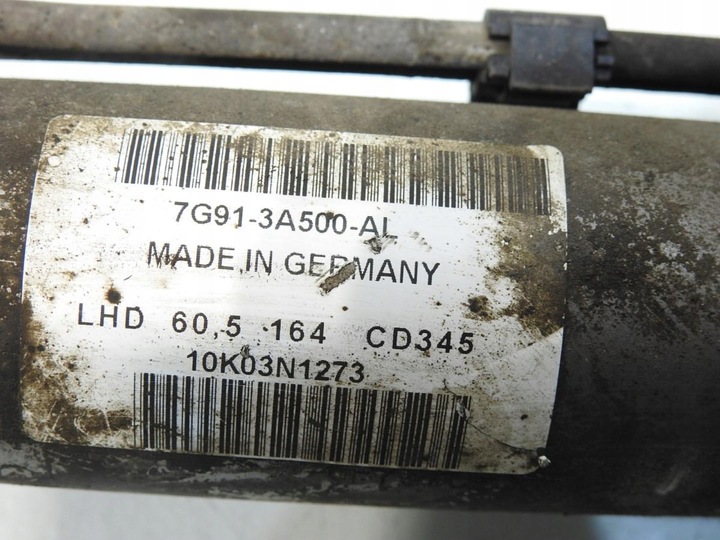 7G91-3A500-AL
MADE IN GERMANY
LHD 60,5 164 CD345
10K03N1273